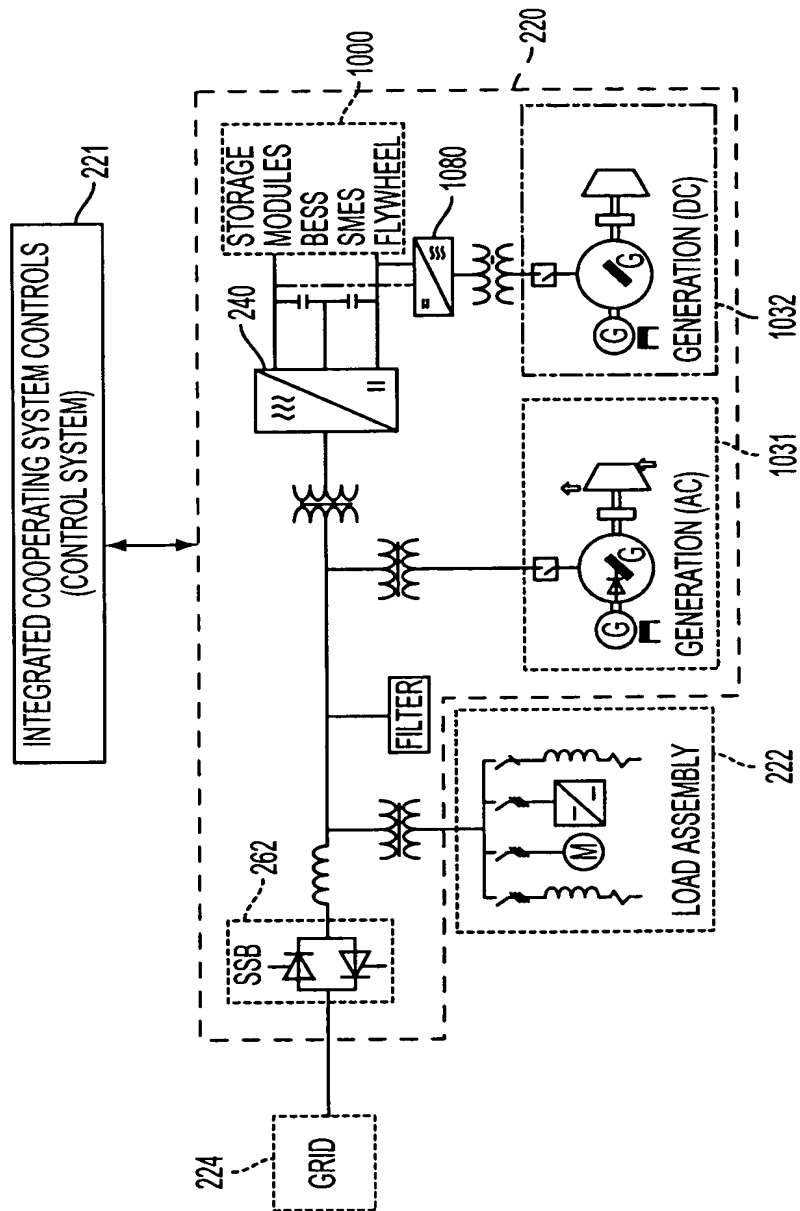 INTEGRATED COOPERATING SYSTEM CONTROLS
(CONTROL SYSTEM)
221
224
GRID
262
SSB
FILTER
240
STORAGE
MODULES
BESS
SMES
FLYWHEEL
1000
1080
220
222
M
LOAD ASSEMBLY
G
G
GENERATION (AC)
1031
G
G
GENERATION (DC)
1032